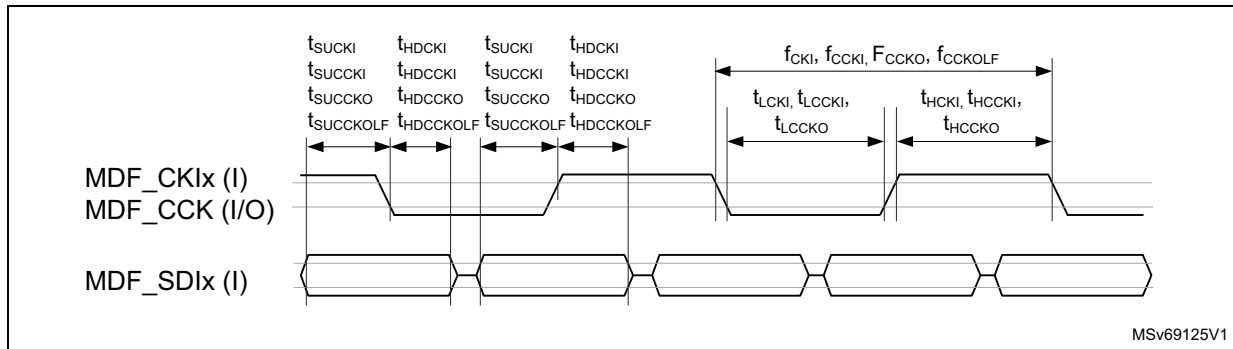 tSUCKI tHDCKI tSUCKI tHDCKI
tSUCCKI tHDCCKI tSUCCKI tHDCCKI
tSUCCKO tHDCCKO tSUCCKO tHDCCKO
tSUCCKOLF tHDCCKOLF tSUCCKOLF tHDCCKOLF
fCKI, fCCKI, FCCKO, fCCKOLF
tLCKI, tLCCKI,
tLCCKO
tHCKI, tHCCKI,
tHCCKO
MDF_CKIx (I)
MDF_CCK (I/O)
MDF_SDIx (I)
MSv69125V1